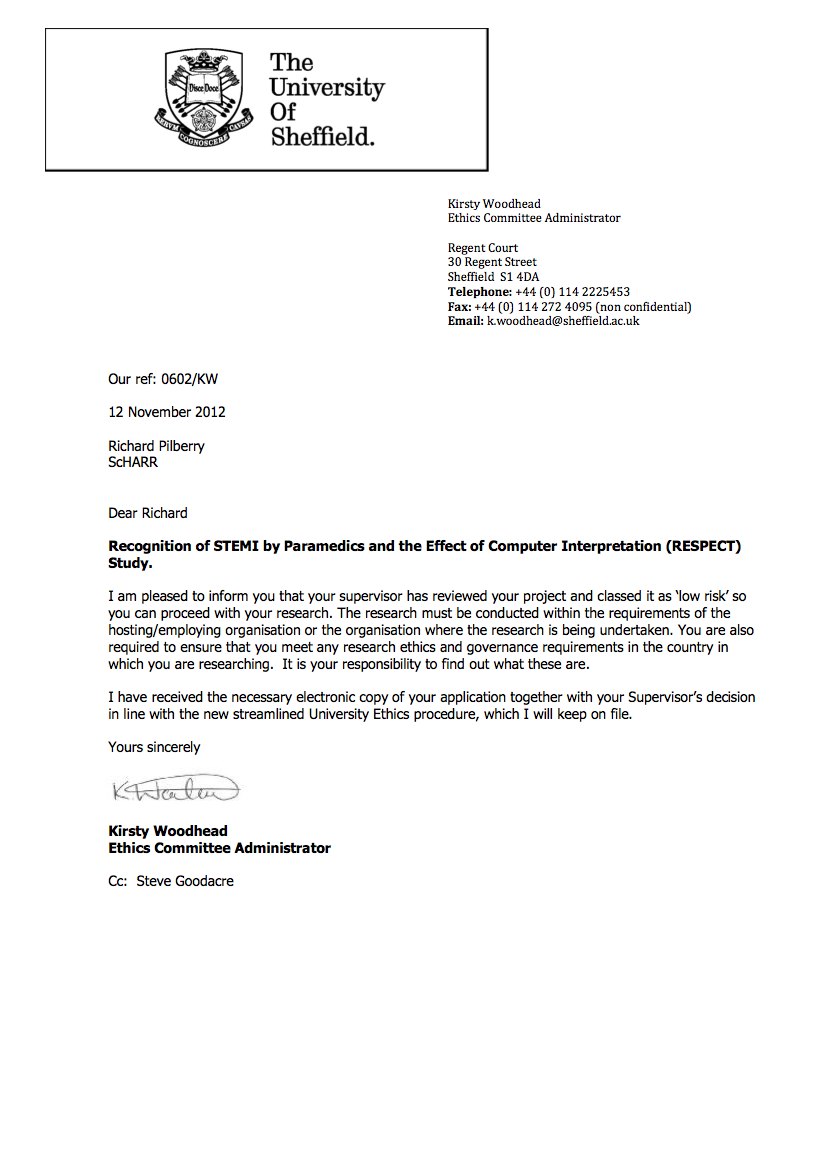 The
University
Of
Sheffield.
Disce Doce
RERVM
COGNOSCERE
CAVSAS
Kirsty Woodhead
Ethics Committee Administrator
Regent Court
30 Regent Street
Sheffield  S1 4DA
Telephone: +44 (0) 114 2225453
Fax: +44 (0) 114 272 4095 (non confidential)
Email: k.woodhead@sheffield.ac.uk
Our ref: 0602/KW
12 November 2012
Richard Pilberry
ScHARR
Dear Richard
Recognition of STEMI by Paramedics and the Effect of Computer Interpretation (RESPECT)
Study.
I am pleased to inform you that your supervisor has reviewed your project and classed it as ‘low risk’ so
you can proceed with your research. The research must be conducted within the requirements of the
hosting/employing organisation or the organisation where the research is being undertaken. You are also
required to ensure that you meet any research ethics and governance requirements in the country in
which you are researching.  It is your responsibility to find out what these are.
I have received the necessary electronic copy of your application together with your Supervisor’s decision
in line with the new streamlined University Ethics procedure, which I will keep on file.
Yours sincerely
Kirsty Woodhead
Ethics Committee Administrator
Cc:  Steve Goodacre